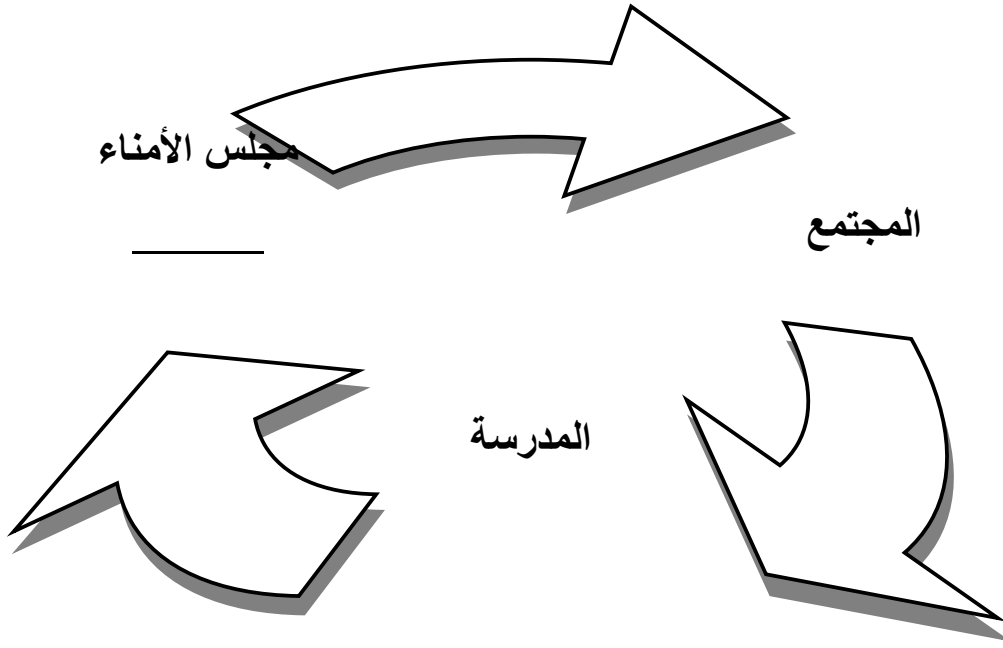 مجلس الأمناء
المجتمع
المدرسة